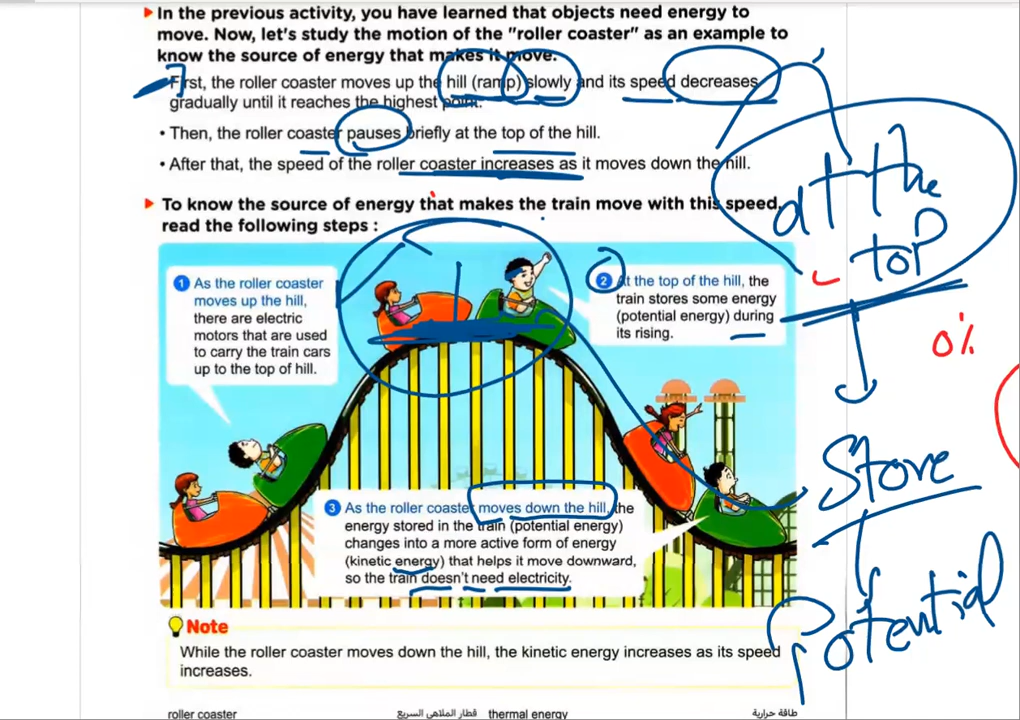 ▶ In the previous activity, you have learned that objects need energy to
move. Now, let's study the motion of the "roller coaster" as an example to
know the source of energy that makes it move.
First, the roller coaster moves up the hill (ramp) slowly and its speed decreases
gradually until it reaches the highest point.
• Then, the roller coaster pauses briefly at the top of the hill.
• After that, the speed of the roller coaster increases as it moves down the hill.
▶ To know the source of energy that makes the train move with this speed,
read the following steps :
1 As the roller coaster
moves up the hill,
there are electric
motors that are used
to carry the train cars
up to the top of hill.
2 At the top of the hill, the
train stores some energy
(potential energy) during
its rising.
3 As the roller coaster moves down the hill, the
energy stored in the train (potential energy)
changes into a more active form of energy
(kinetic energy) that helps it move downward,
so the train doesn't need electricity.
at the
top
0%
Store
Potential
Note
While the roller coaster moves down the hill, the kinetic energy increases as its speed
increases.
roller coaster قطار الملاهى السريع thermal energy طاقة حرارية